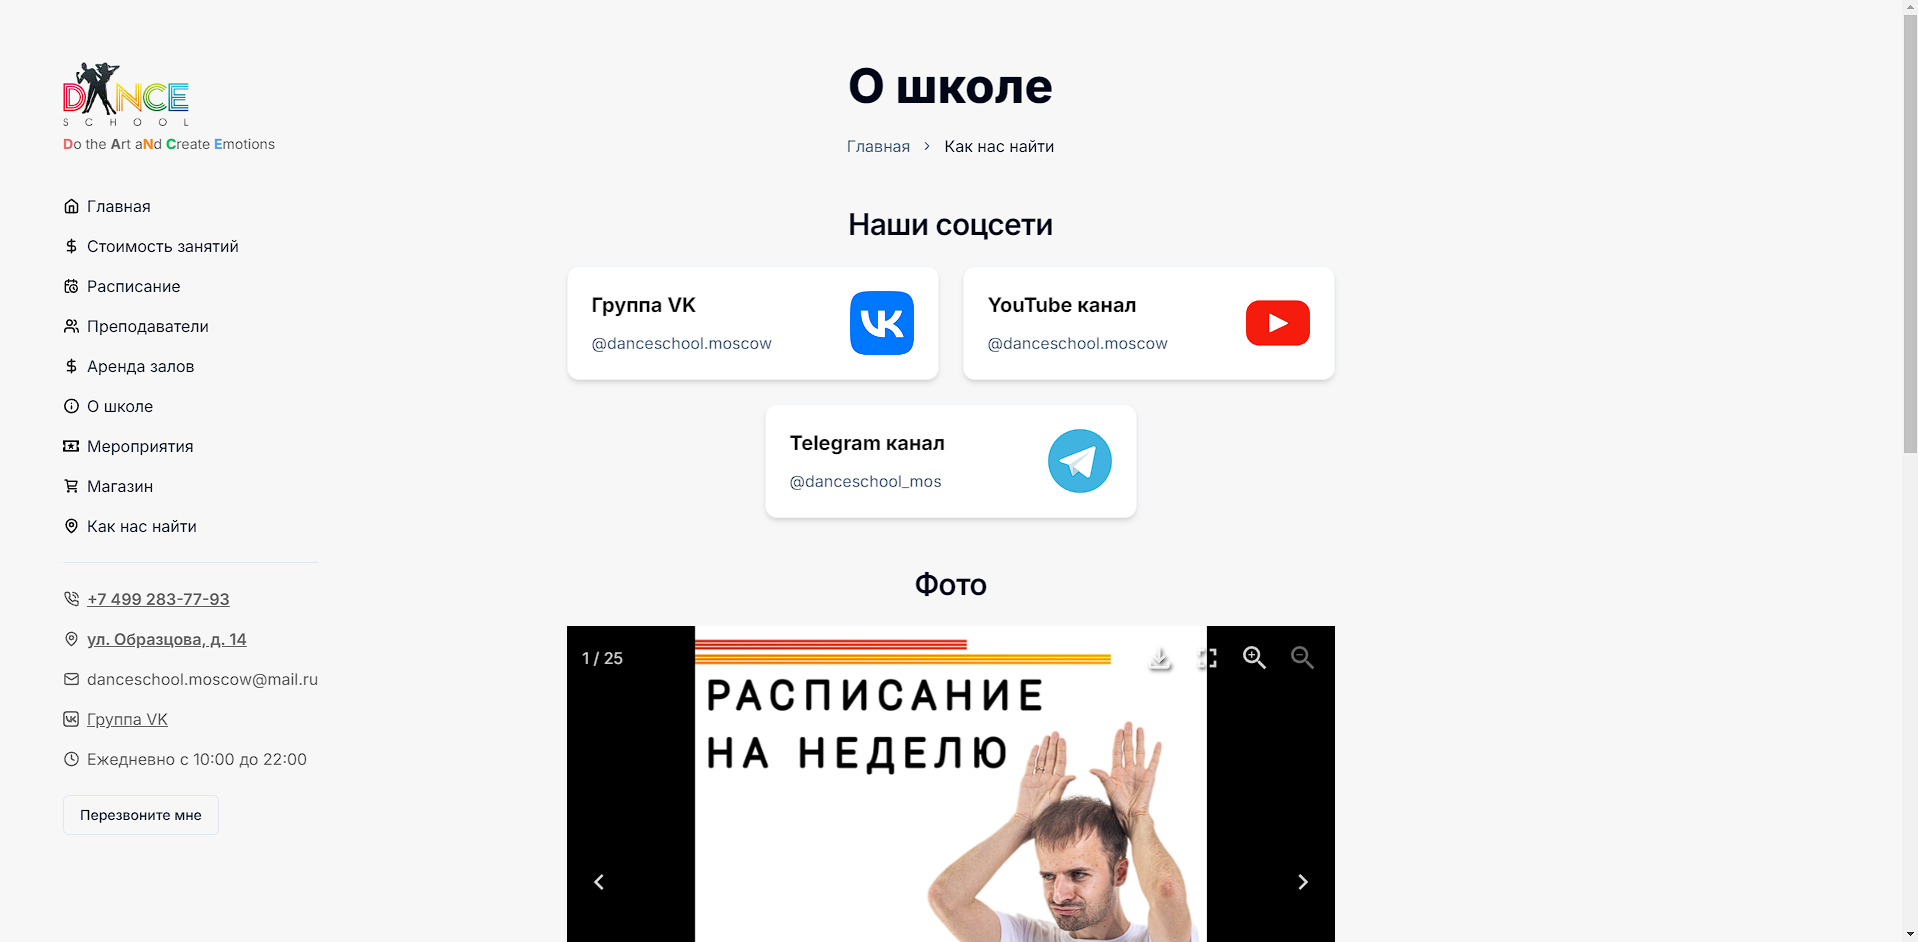 DANCE
SCHOOL
Do the Art aNd Create Emotions
Главная
Стоимость занятий
Расписание
Преподаватели
Аренда залов
О школе
Мероприятия
Магазин
Как нас найти
+7 499 283-77-93
ул. Образцова, д. 14
danceschool.moscow@mail.ru
Группа VK
Ежедневно с 10:00 до 22:00
Перезвоните мне
О школе
Главная > Как нас найти
Наши соцсети
Группа VK
@danceschool.moscow
YouTube канал
@danceschool.moscow
Telegram канал
@danceschool_mos
Фото
1 / 25
РАСПИСАНИЕ
НА НЕДЕЛЮ